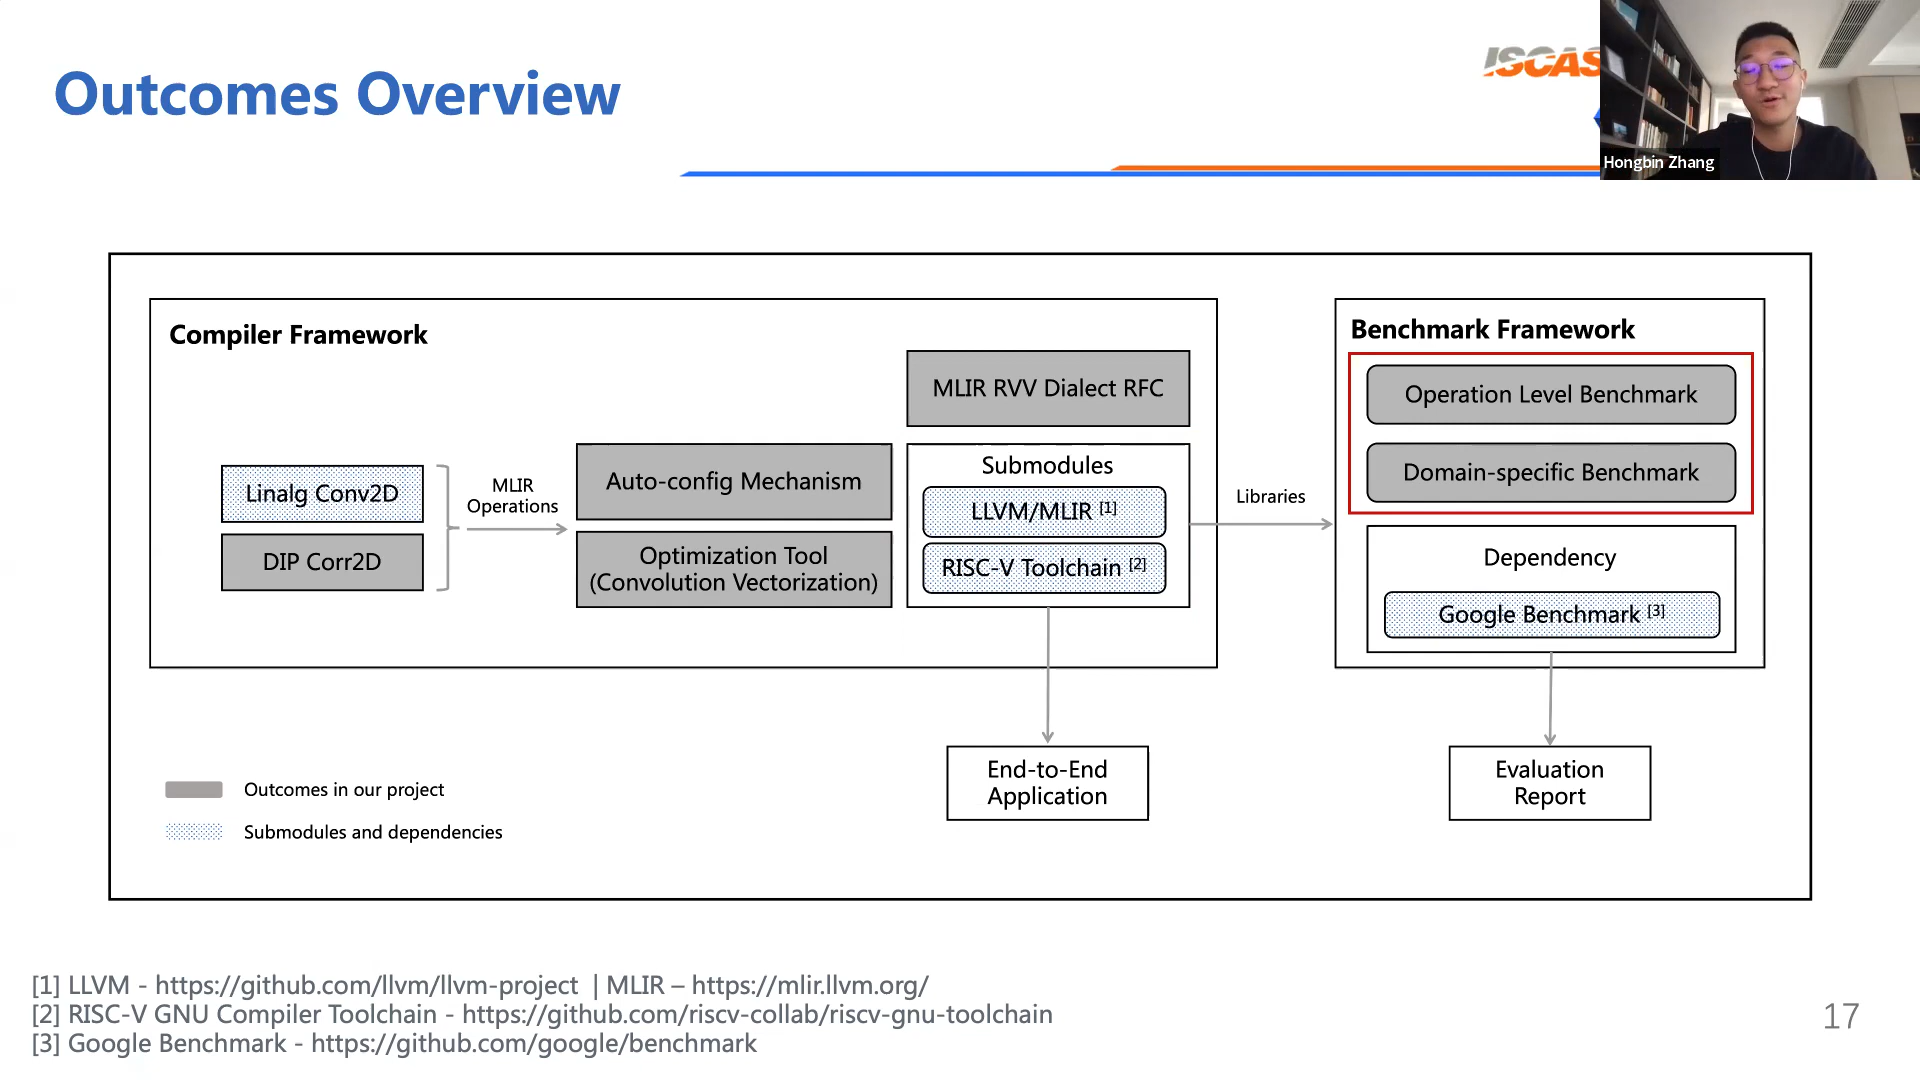 Outcomes Overview
ISCAS
Hongbin Zhang
Compiler Framework
MLIR RVV Dialect RFC
Linalg Conv2D
DIP Corr2D
MLIR
Operations
Auto-config Mechanism
Optimization Tool
(Convolution Vectorization)
Submodules
LLVM/MLIR [1]
RISC-V Toolchain [2]
Libraries
Benchmark Framework
Operation Level Benchmark
Domain-specific Benchmark
Dependency
Google Benchmark [3]
End-to-End
Application
Evaluation
Report
Outcomes in our project
Submodules and dependencies
[1] LLVM - https://github.com/llvm/llvm-project | MLIR – https://mlir.llvm.org/
[2] RISC-V GNU Compiler Toolchain - https://github.com/riscv-collab/riscv-gnu-toolchain
[3] Google Benchmark - https://github.com/google/benchmark
17